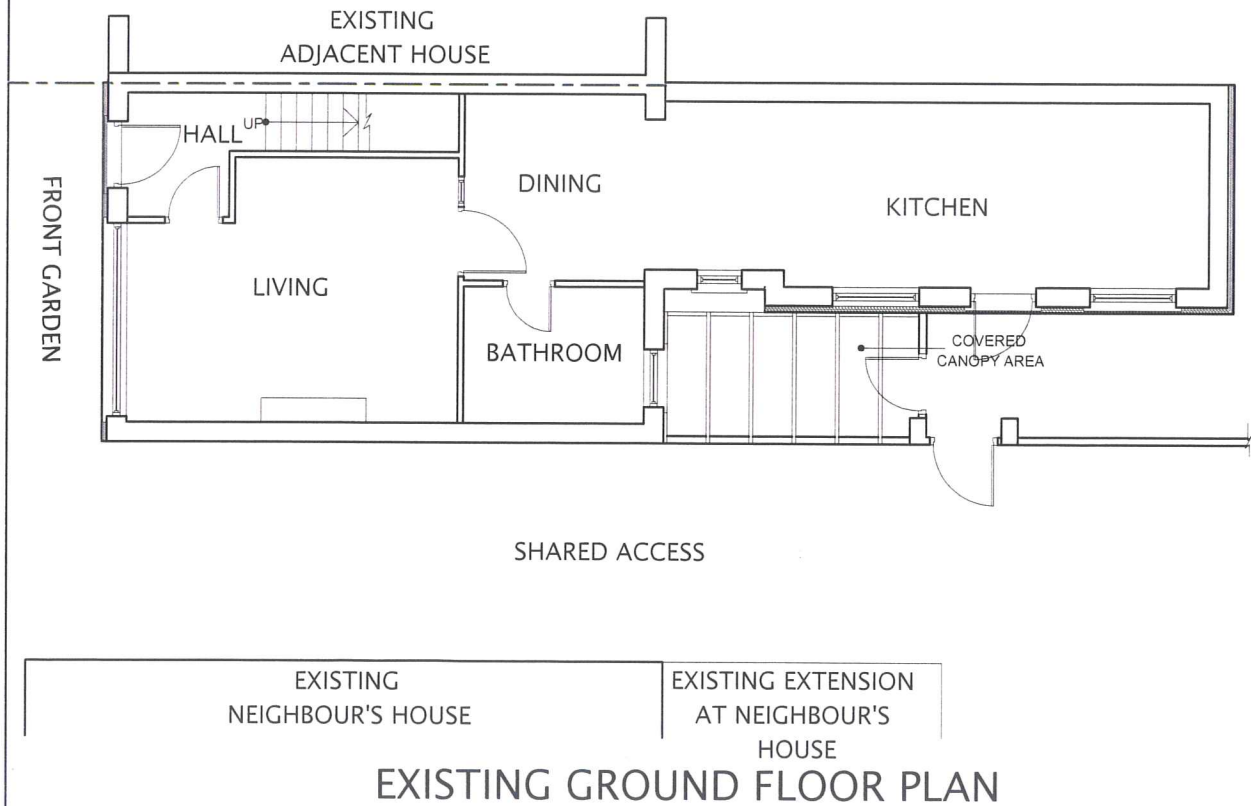 EXISTING
ADJACENT HOUSE
HALL
UP
DINING
KITCHEN
FRONT GARDEN
LIVING
BATHROOM
COVERED
CANOPY AREA
SHARED ACCESS
EXISTING
NEIGHBOUR'S HOUSE
EXISTING EXTENSION
AT NEIGHBOUR'S
HOUSE
EXISTING GROUND FLOOR PLAN